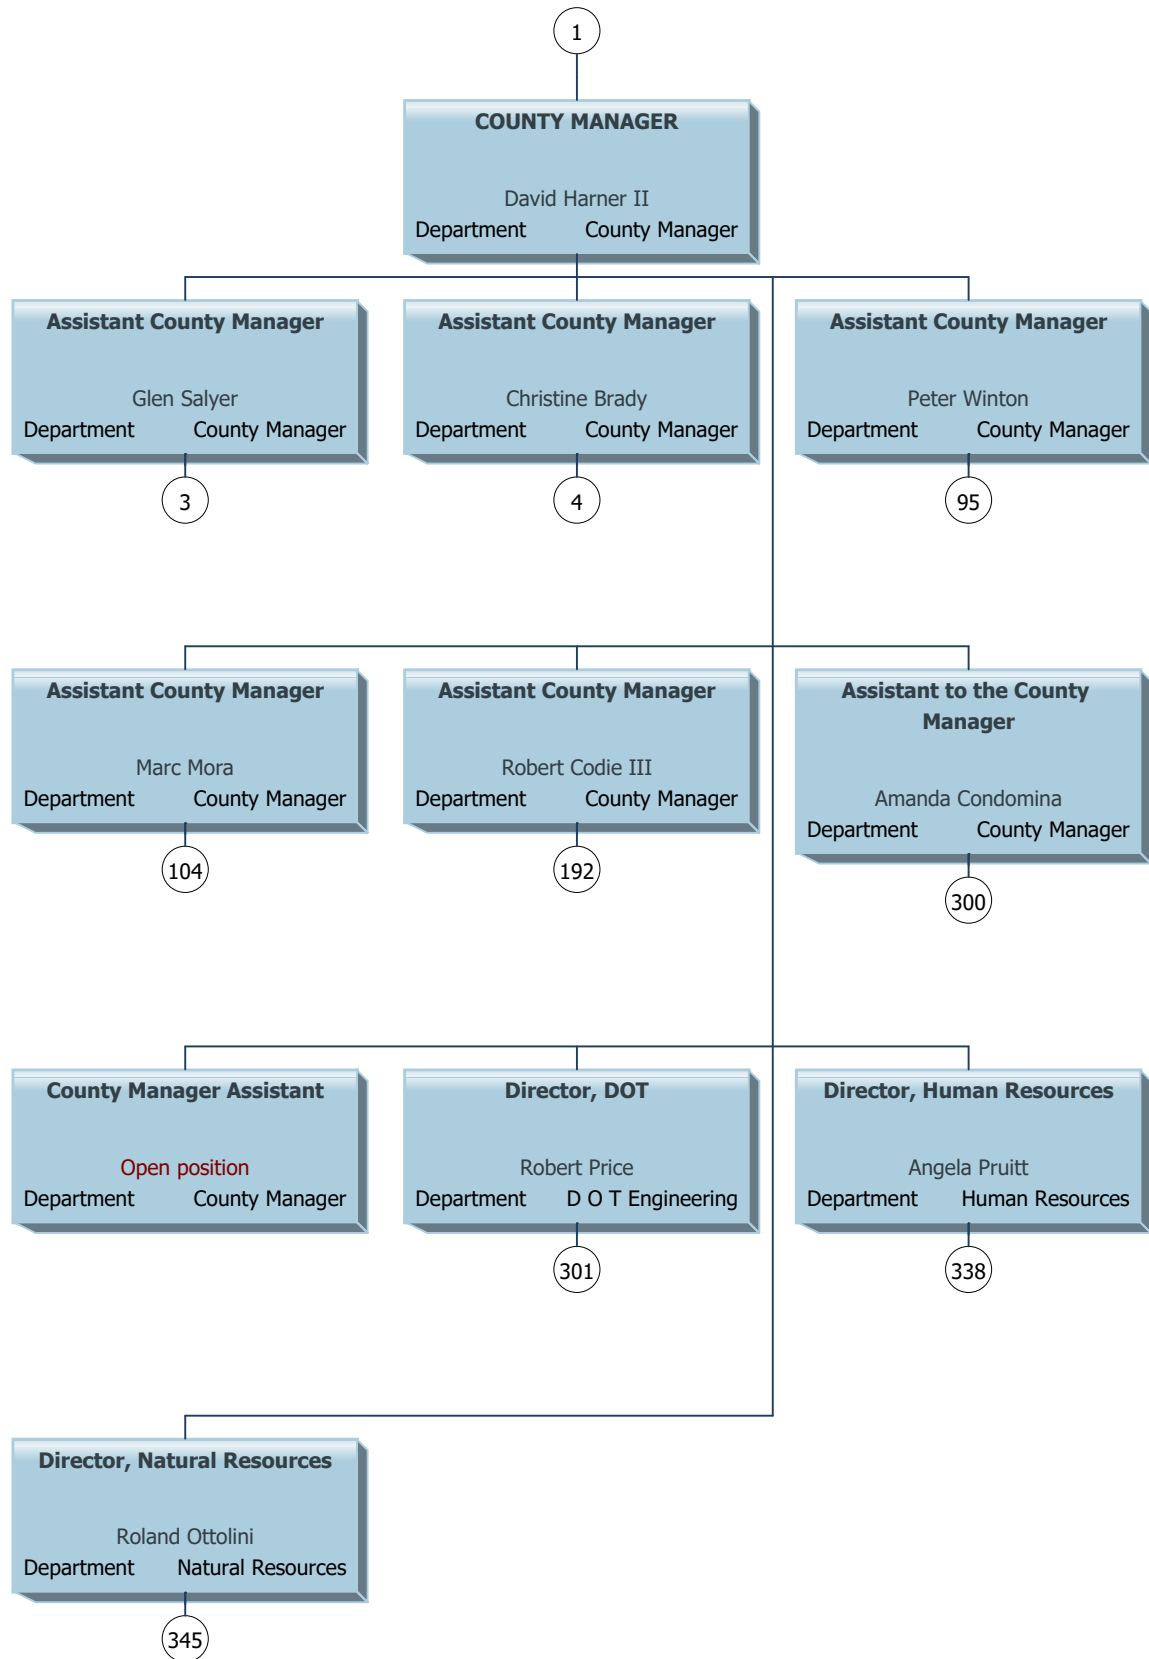 1
COUNTY MANAGER
David Harner II
Department County Manager
Assistant County Manager
Glen Salyer
Department County Manager
3
Assistant County Manager
Christine Brady
Department County Manager
4
Assistant County Manager
Peter Winton
Department County Manager
95
Assistant County Manager
Marc Mora
Department County Manager
104
Assistant County Manager
Robert Codie III
Department County Manager
192
Assistant to the County
Manager
Amanda Condomina
Department County Manager
300
County Manager Assistant
Open position
Department County Manager
Director, DOT
Robert Price
Department D O T Engineering
301
Director, Human Resources
Angela Pruitt
Department Human Resources
338
Director, Natural Resources
Roland Ottolini
Department Natural Resources
345